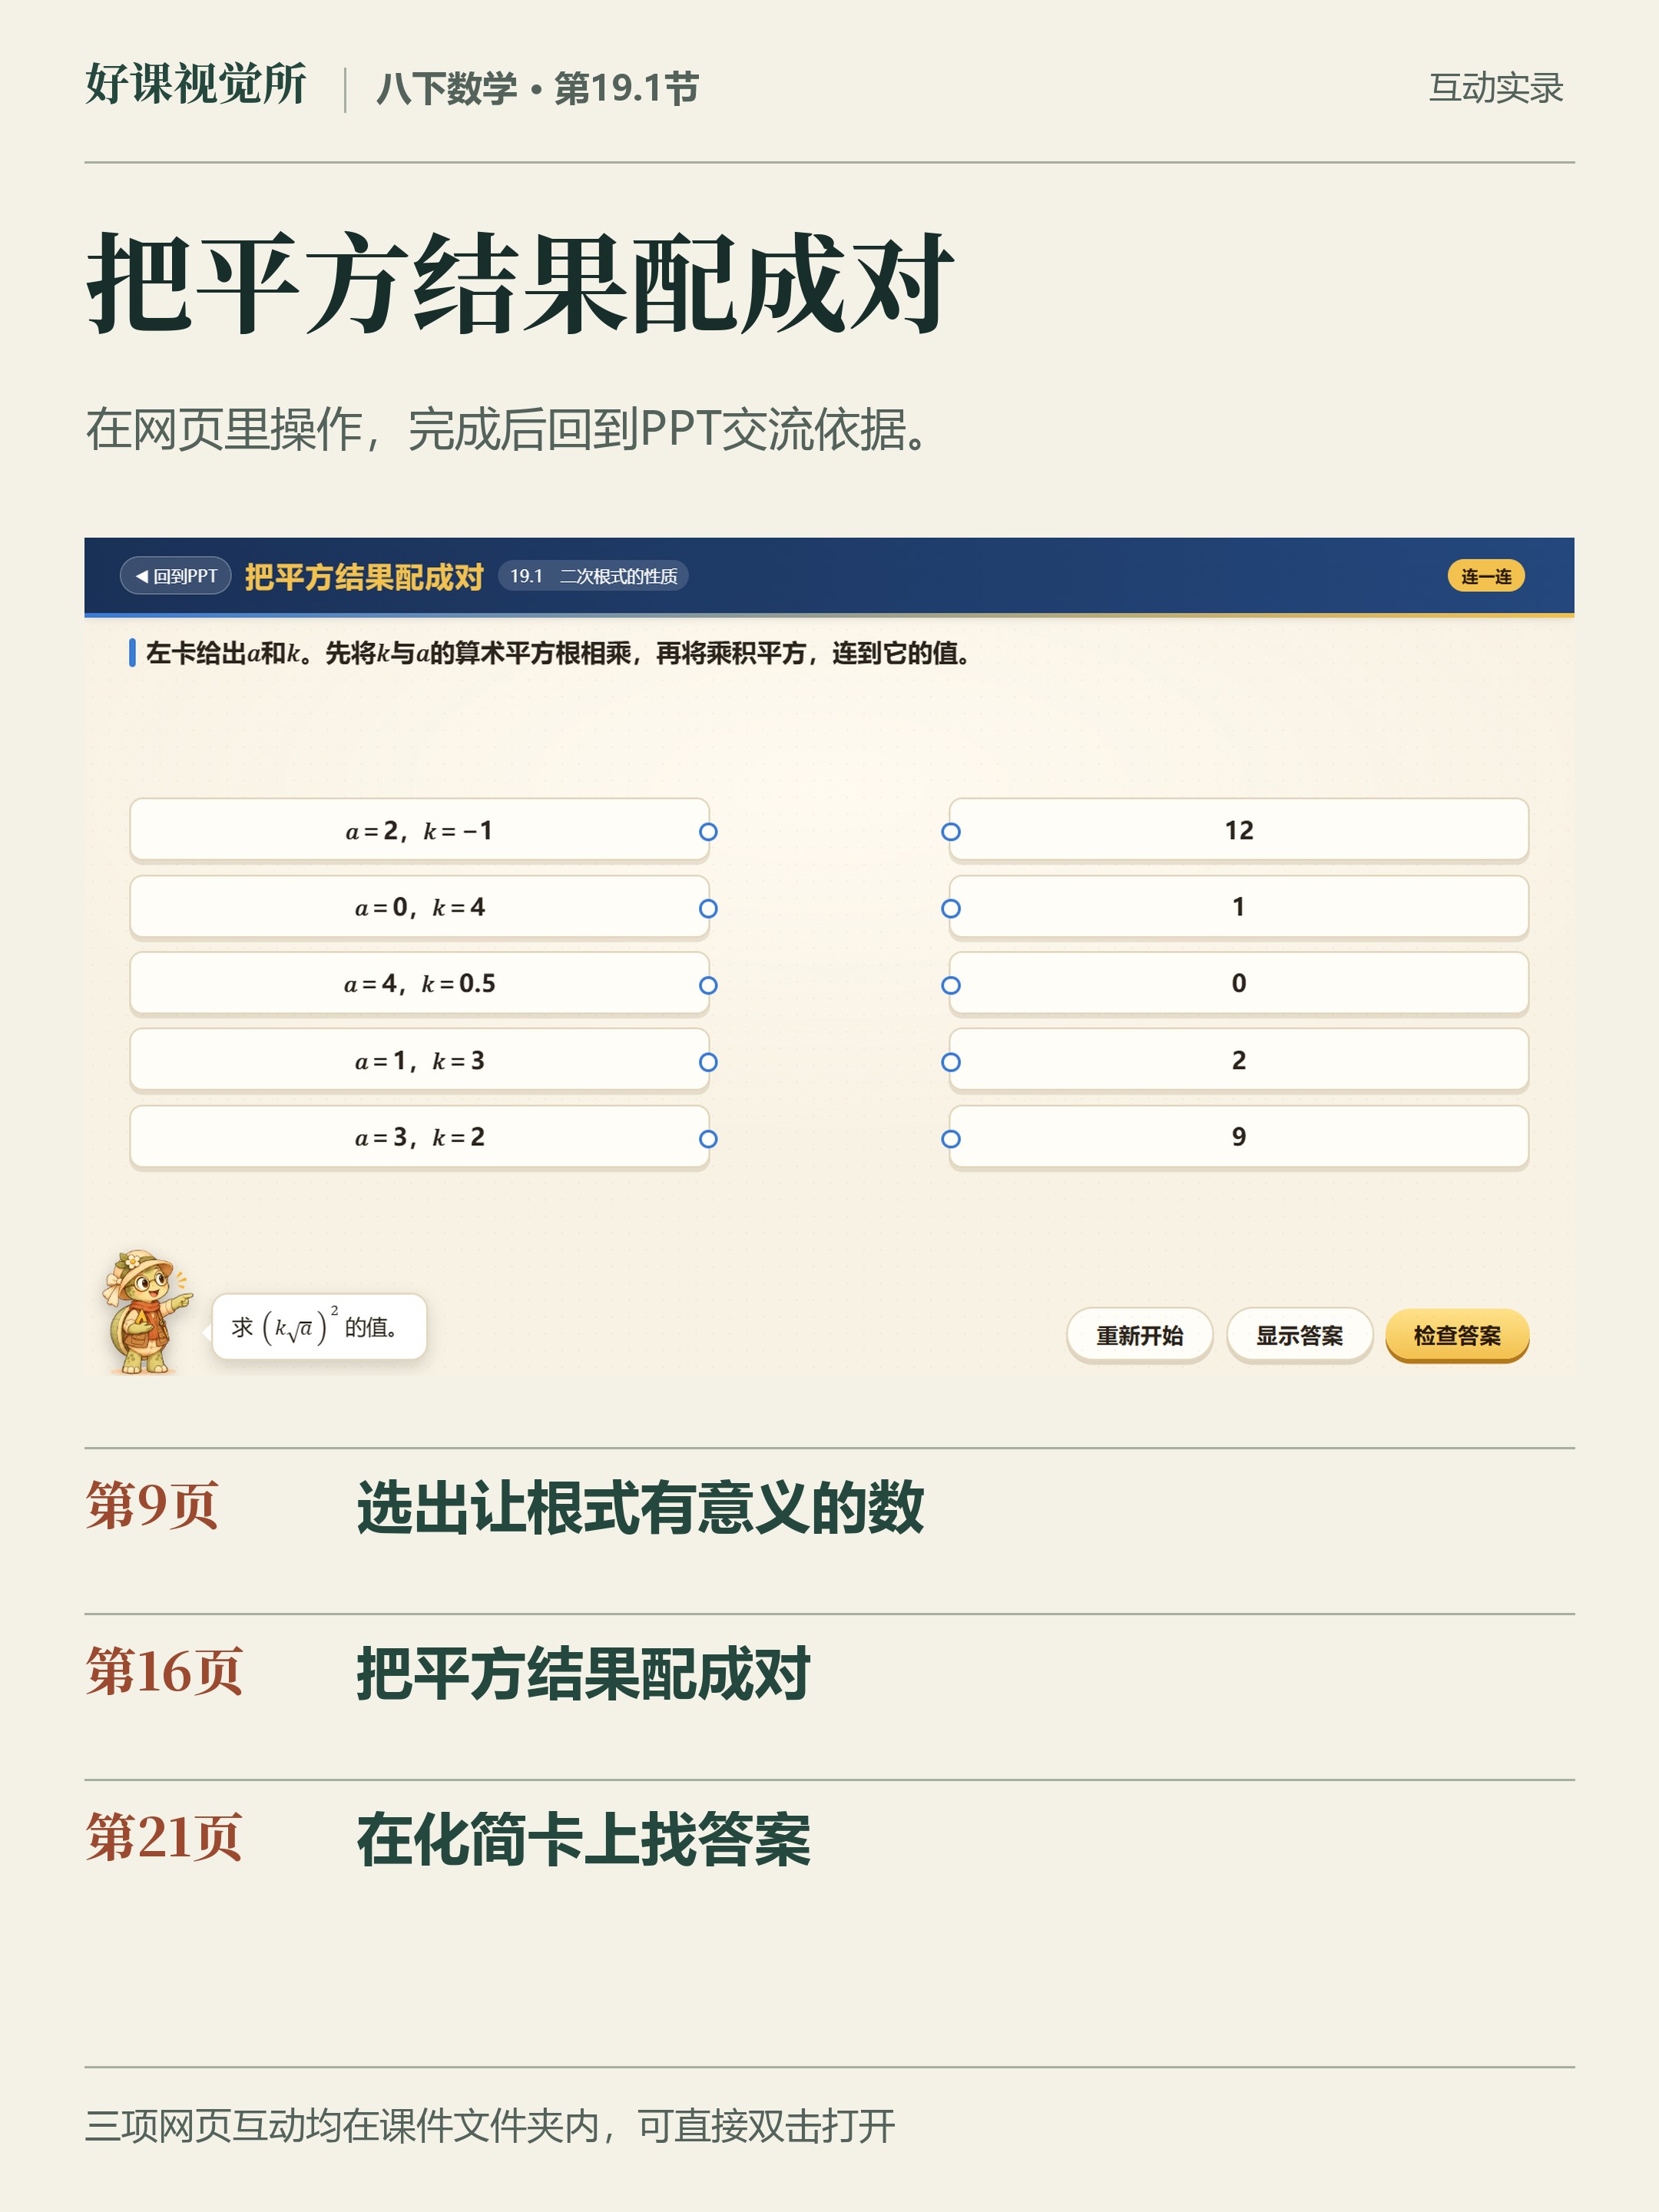 好课视觉所
八下数学·第19.1节
互动实录
把平方结果配成对
在网页里操作，完成后回到PPT交流依据。
◀ 回到PPT
把平方结果配成对
19.1 二次根式的性质
连一连
左卡给出a和k。先将k与a的算术平方根相乘，再将乘积平方，连到它的值。
a = 2，k = −1
12
a = 0，k = 4
1
a = 4，k = 0.5
0
a = 1，k = 3
2
a = 3，k = 2
9
求 (k√a)² 的值。
重新开始
显示答案
检查答案
第9页 选出让根式有意义的数
第16页 把平方结果配成对
第21页 在化简卡上找答案
三项网页互动均在课件文件夹内，可直接双击打开